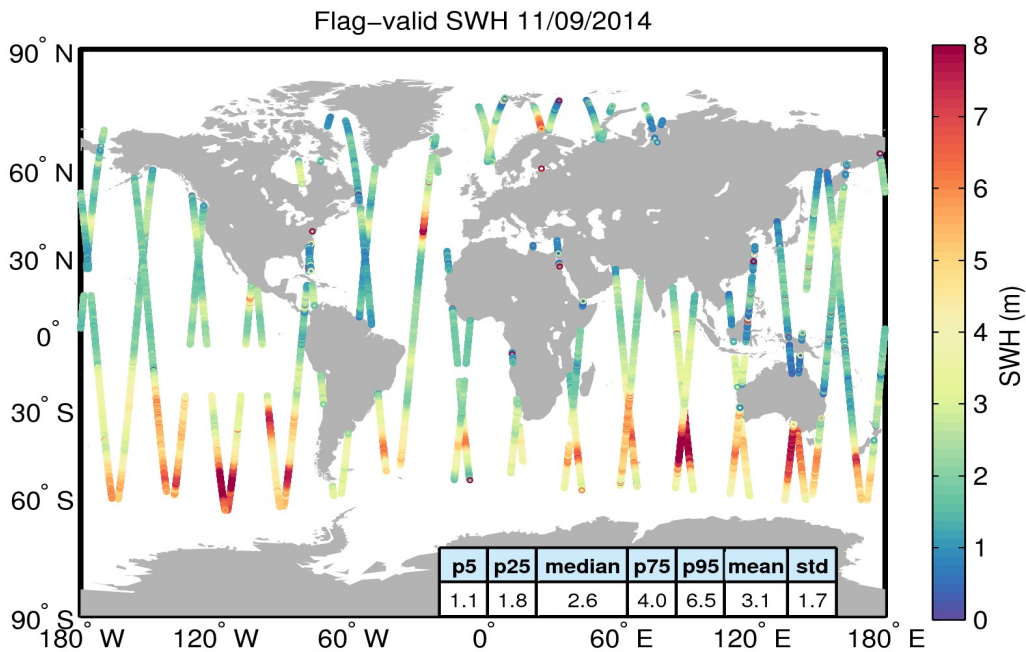 Flag−valid SWH 11/09/2014
90° N
60° N
30° N
0°
30° S
60° S
90° S
180° W
120° W
60° W
0°
60° E
120° E
180° E
p5 p25 median p75 p95 mean std
1.1 1.8 2.6 4.0 6.5 3.1 1.7
8
7
6
5
4
3
2
1
0
SWH (m)